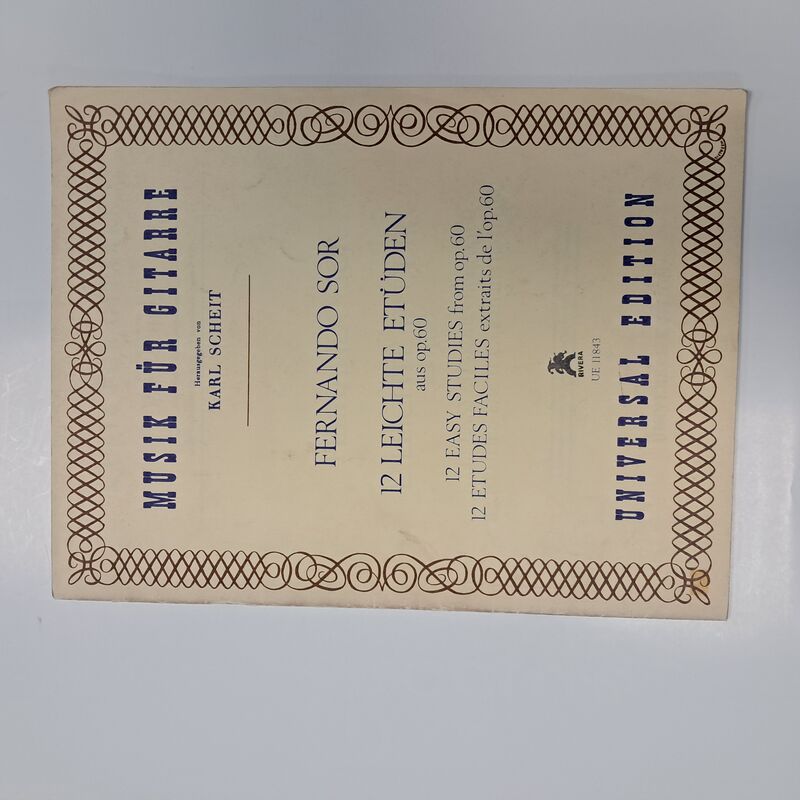 MUSIK FÜR GITARRE
Herausgegeben von
KARL SCHEIT
FERNANDO SOR
12 LEICHTE ETÜDEN
aus op.60
12 EASY STUDIES from op.60
12 ETUDES FACILES extraits de l'op.60
RIVERA
UE 11843
UNIVERSAL EDITION